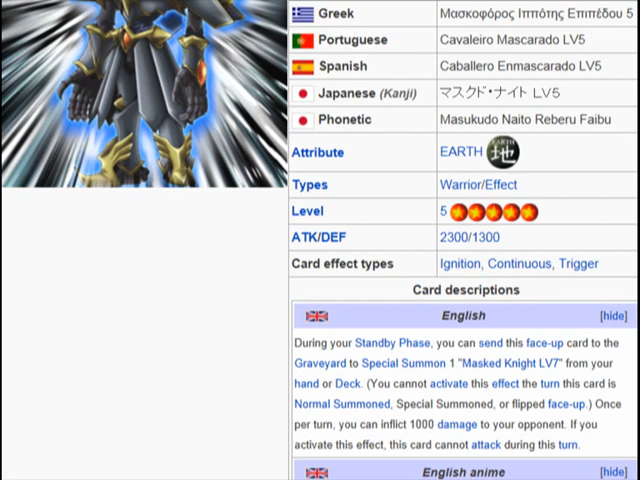 Greek Μασκοφόρος Ιππότης Επιπέδου 5
Portuguese Cavaleiro Mascarado LV5
Spanish Caballero Enmascarado LV5
Japanese (Kanji) マスクド・ナイト LV5
Phonetic Masukudo Naito Reberu Faibu
Attribute EARTH EARTH 地
Types Warrior/Effect
Level 5
ATK/DEF 2300/1300
Card effect types Ignition, Continuous, Trigger
Card descriptions
English [hide]
During your Standby Phase, you can send this face-up card to the
Graveyard to Special Summon 1 "Masked Knight LV7" from your
hand or Deck. (You cannot activate this effect the turn this card is
Normal Summoned, Special Summoned, or flipped face-up.) Once
per turn, you can inflict 1000 damage to your opponent. If you
activate this effect, this card cannot attack during this turn.
English anime [hide]